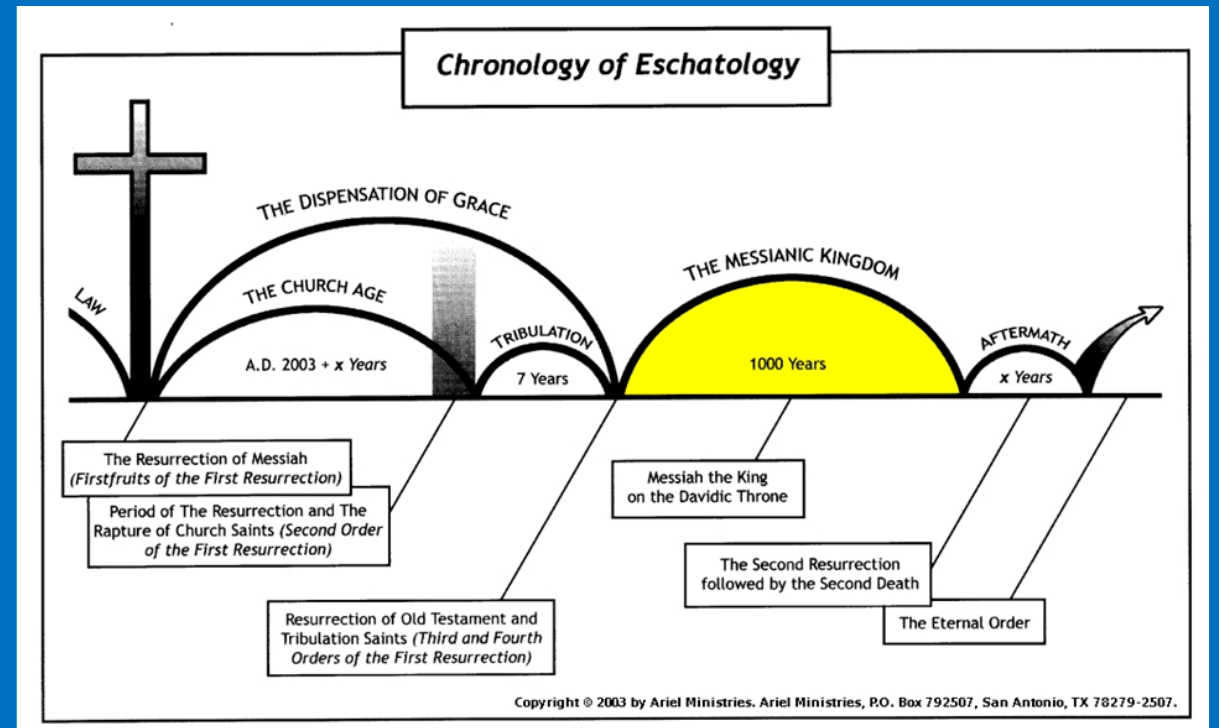 Chronology of Eschatology
LAW
THE DISPENSATION OF GRACE
THE CHURCH AGE
A.D. 2003 + x Years
TRIBULATION
7 Years
THE MESSIANIC KINGDOM
1000 Years
AFTERMATH
x Years
The Resurrection of Messiah
(Firstfruits of the First Resurrection)
Period of The Resurrection and The
Rapture of Church Saints (Second Order
of the First Resurrection)
Resurrection of Old Testament and
Tribulation Saints (Third and Fourth
Orders of the First Resurrection)
Messiah the King
on the Davidic Throne
The Second Resurrection
followed by the Second Death
The Eternal Order
Copyright © 2003 by Ariel Ministries. Ariel Ministries, P.O. Box 792507, San Antonio, TX 78279-2507.